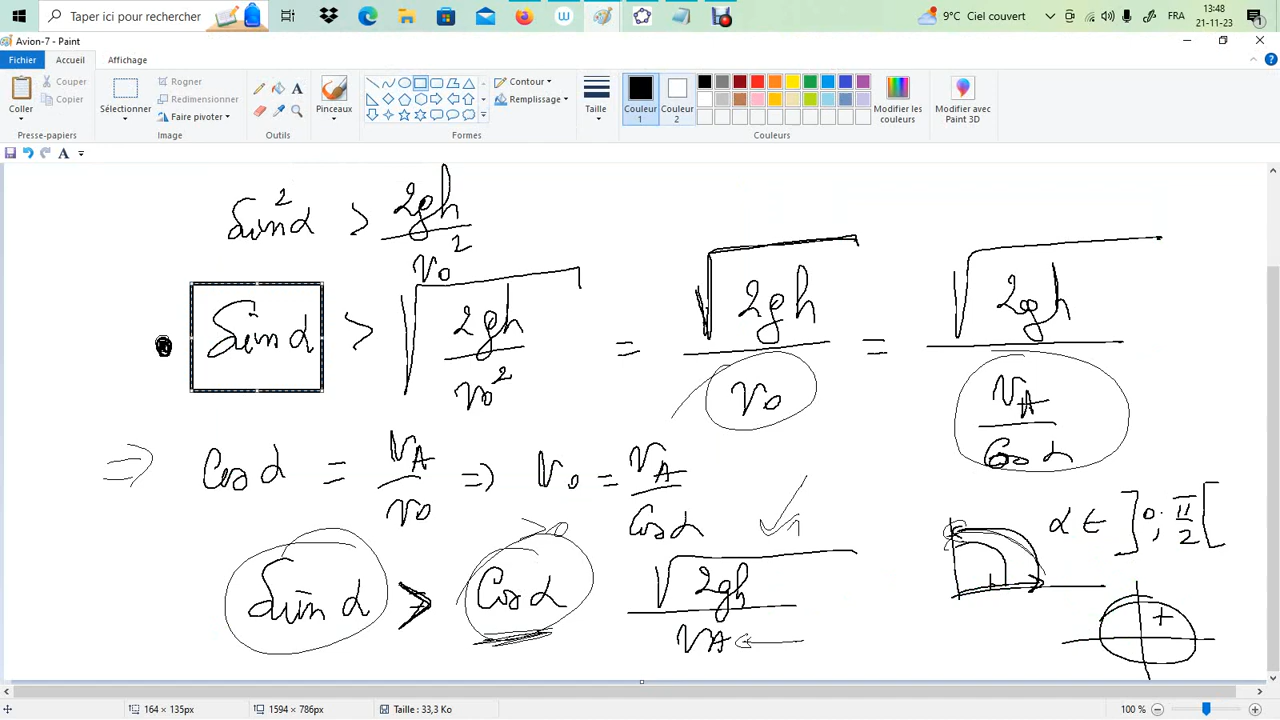 Taper ici pour rechercher
9°C Ciel couvert
FRA
13:48
21-11-23
Avion-7 - Paint
Fichier Accueil Affichage
Coller
Couper
Copier
Presse-papiers
Sélectionner
Rogner
Redimensionner
Faire pivoter
Image
Outils
Pinceaux
Contour
Remplissage
Formes
Taille
Couleur 1
Couleur 2
Modifier les couleurs
Modifier avec Paint 3D
Couleurs
sin²α > 2gh / v0²
sin α > √(2gh / v0²) = √2gh / v0 = √2gh / (VA / cos α)
⇒ Cos α = VA / v0 ⇒ V0 = VA / cos α
α ∈ ]0; π/2[
> 0
Sin α > Cos α √2gh / VA
+
164 × 135px
1594 × 786px
Taille : 33,3 Ko
100 %